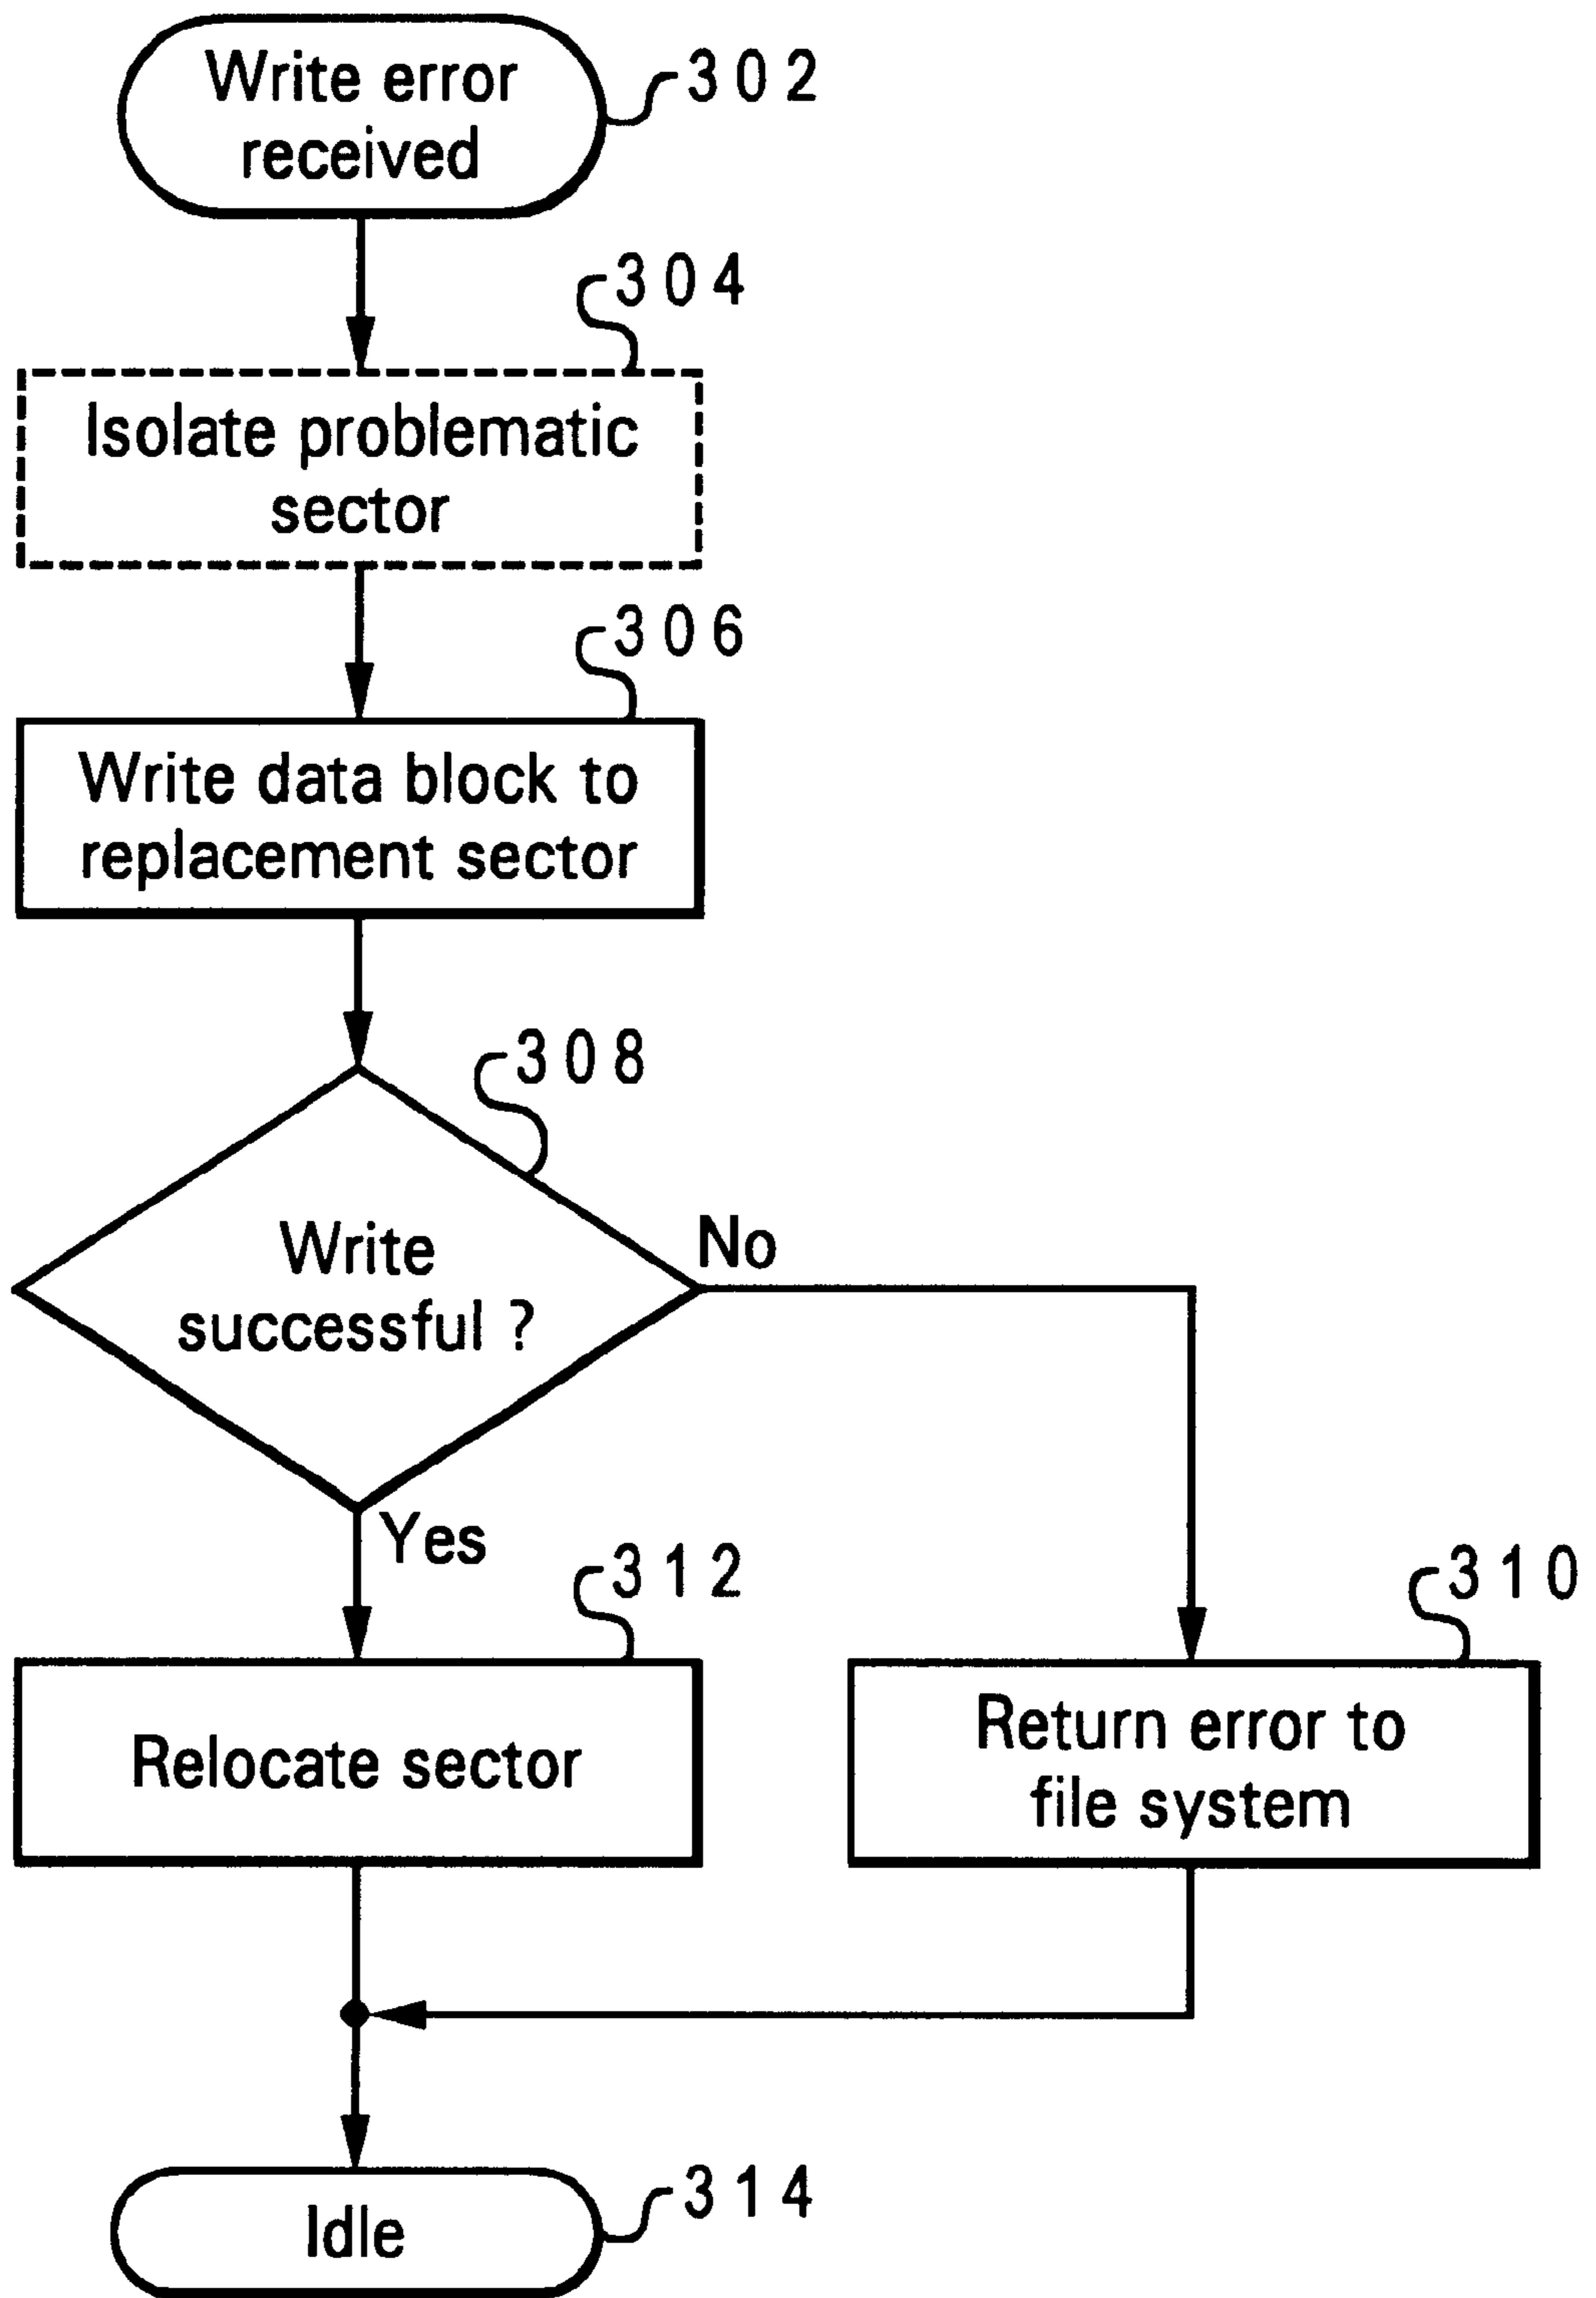 Write error
received
302
304
Isolate problematic
sector
306
Write data block to
replacement sector
308
Write
successful ?
No
Yes
312
310
Relocate sector
Return error to
file system
Idle
314